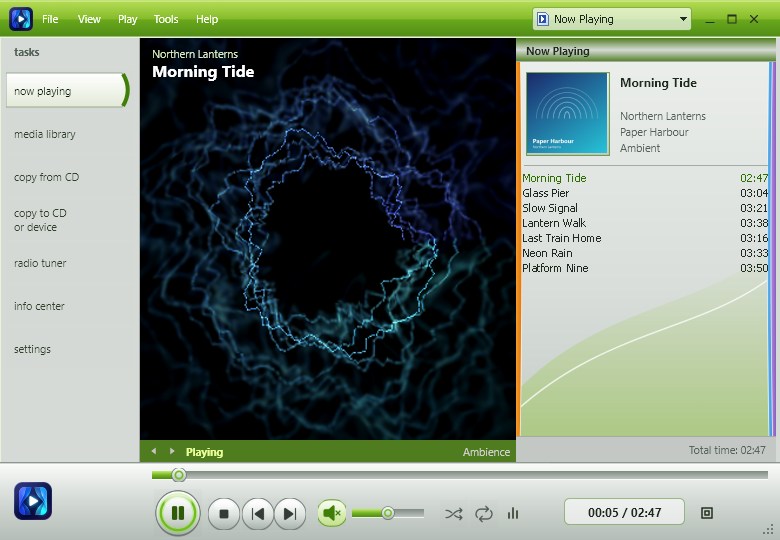 File View Play Tools Help
Now Playing
tasks
now playing
media library
copy from CD
copy to CD
or device
radio tuner
info center
settings
Northern Lanterns
Morning Tide
Playing
Ambience
Now Playing
Paper Harbour
Morning Tide
Northern Lanterns
Paper Harbour
Ambient
Morning Tide 02:47
Glass Pier 03:04
Slow Signal 03:21
Lantern Walk 03:38
Last Train Home 03:16
Neon Rain 03:33
Platform Nine 03:50
Total time: 02:47
00:05 / 02:47